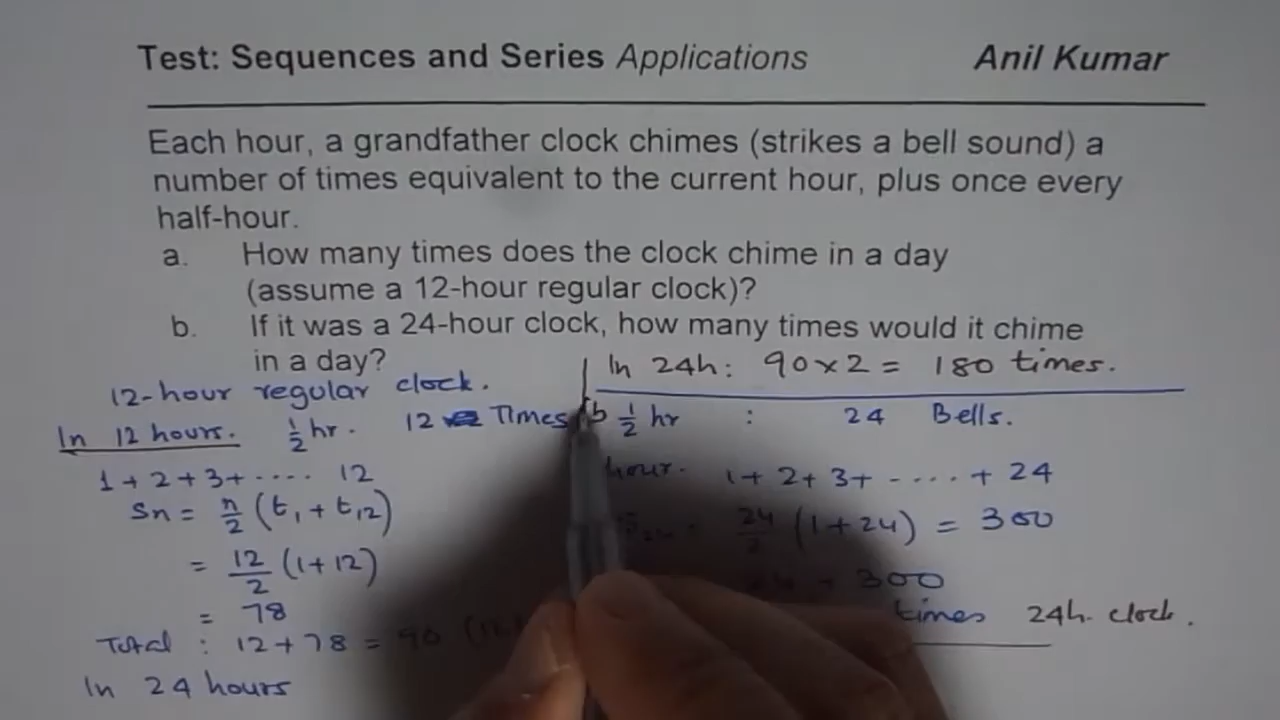 Test: Sequences and Series Applications Anil Kumar
Each hour, a grandfather clock chimes (strikes a bell sound) a
number of times equivalent to the current hour, plus once every
half-hour.
a. How many times does the clock chime in a day
(assume a 12-hour regular clock)?
b. If it was a 24-hour clock, how many times would it chime
in a day?
12-hour regular clock.
In 12 hours. 1/2 hr. 12 Times
1 + 2 + 3 + .... 12
Sn = n/2 (t1 + t12)
= 12/2 (1 + 12)
= 78
Total : 12 + 78 = 90
In 24 hours
In 24h: 90 x 2 = 180 times.
b 1/2 hr : 24 Bells.
hour. 1 + 2 + 3 + - .... + 24
24/2 (1 + 24) = 300
+ 300
times 24h. clock.